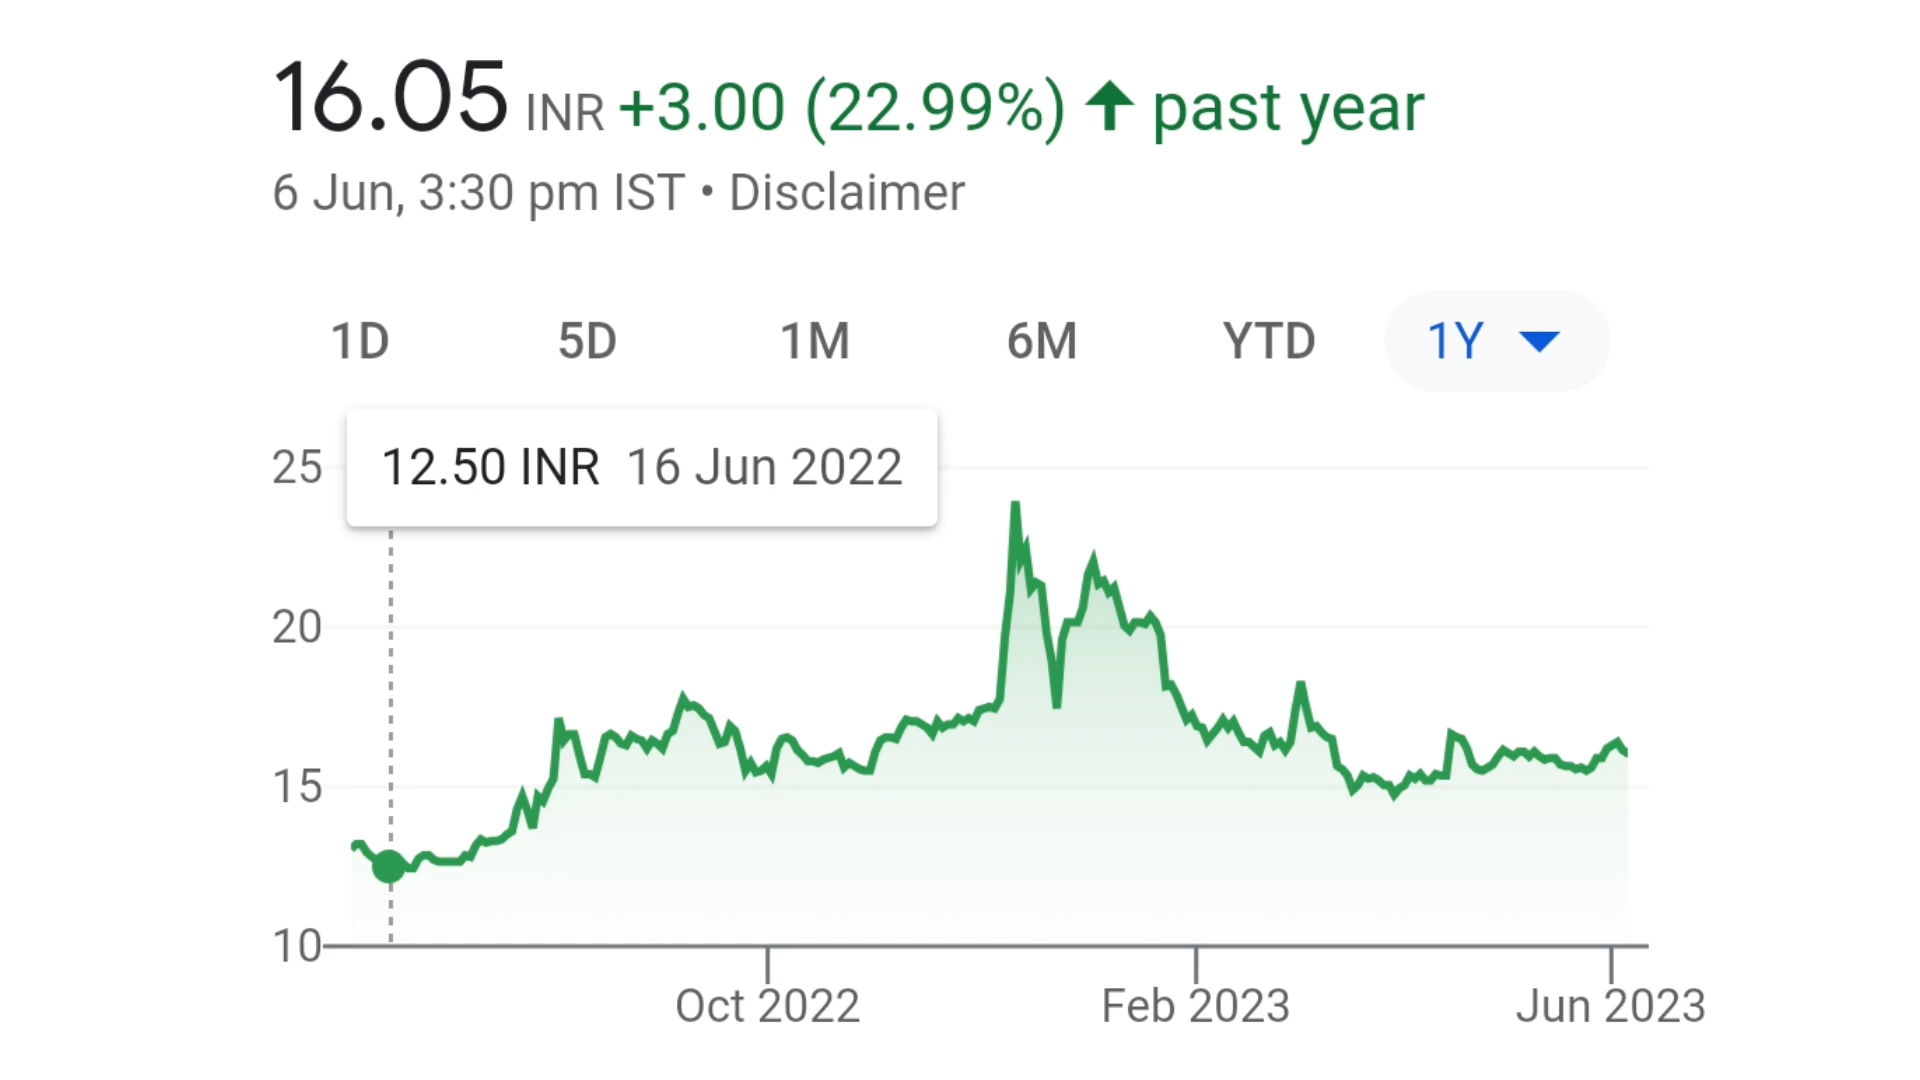 16.05 INR +3.00 (22.99%) ↑ past year
6 Jun, 3:30 pm IST • Disclaimer
1D 5D 1M 6M YTD 1Y
12.50 INR 16 Jun 2022
25
20
15
10
Oct 2022 Feb 2023 Jun 2023